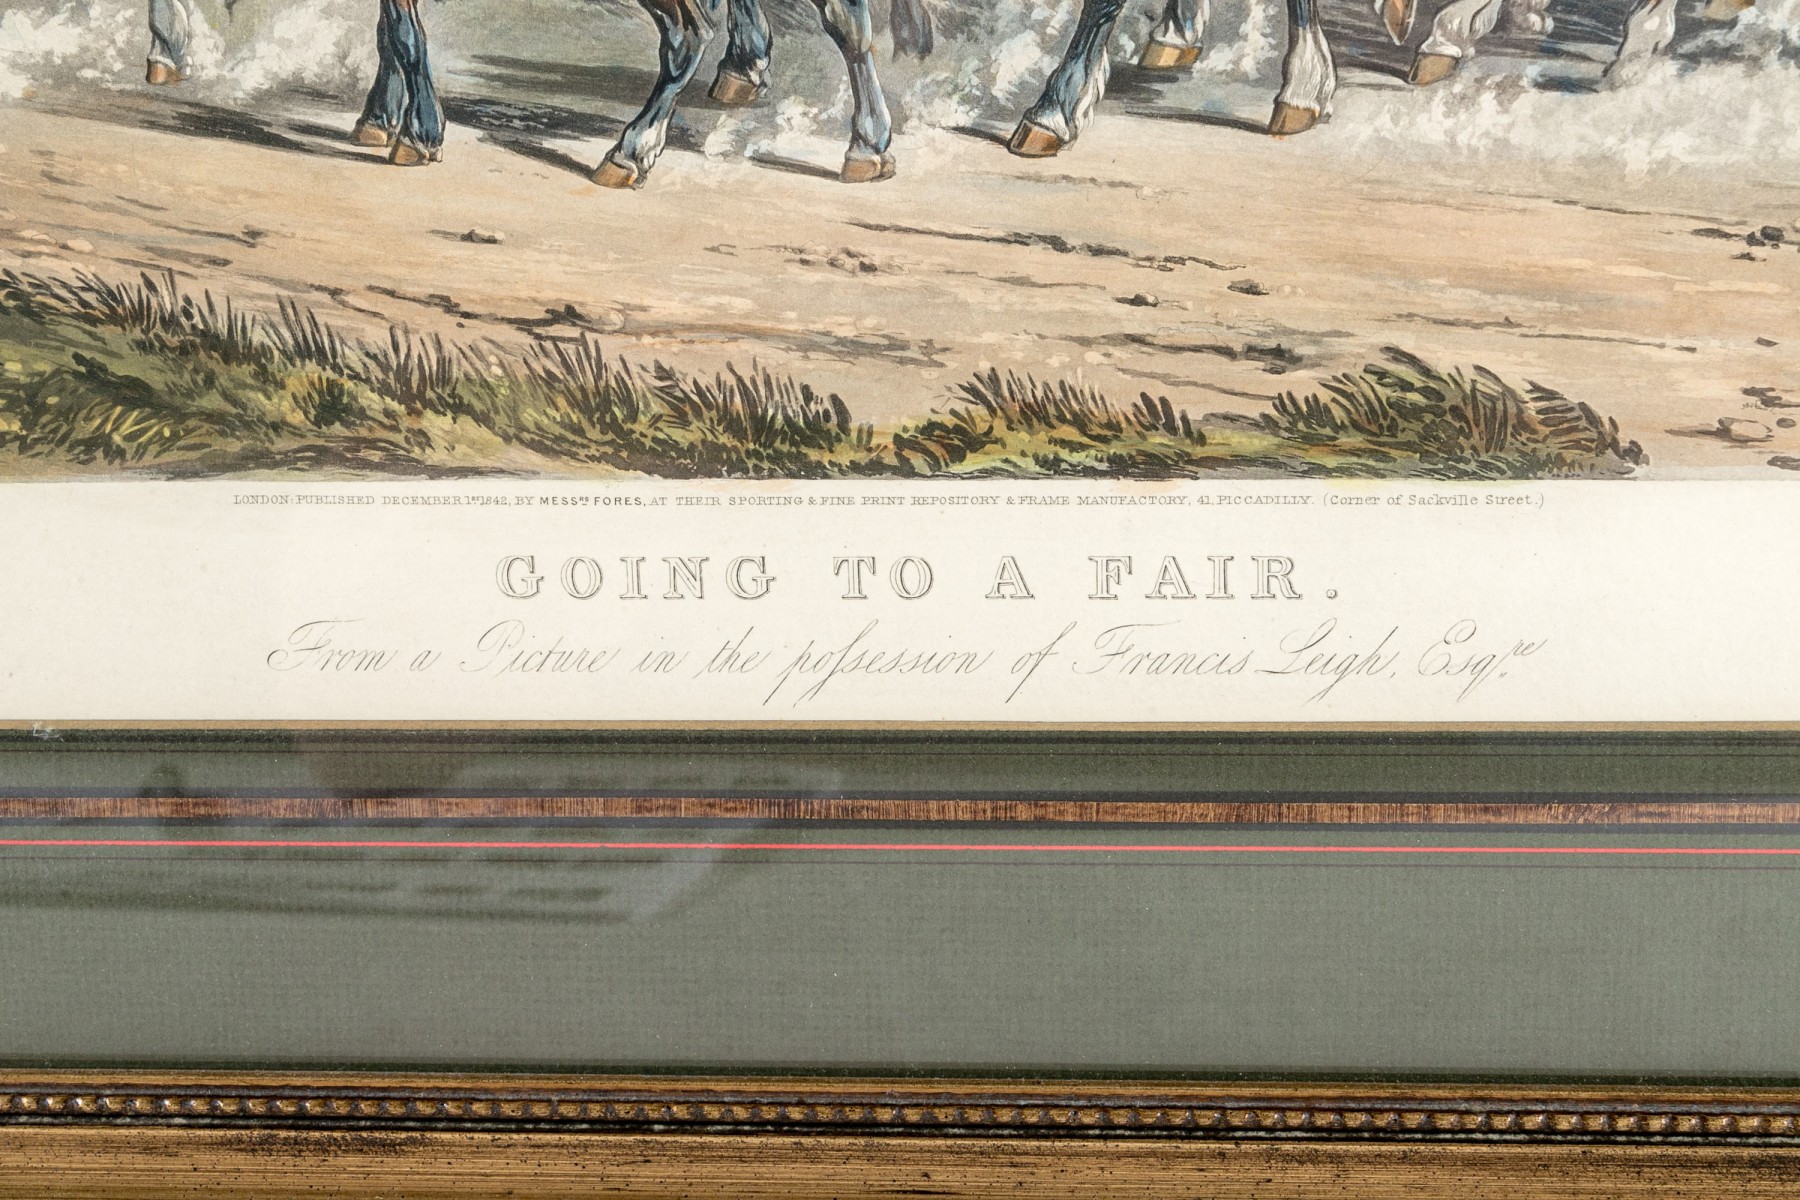 LONDON: PUBLISHED DECEMBER 1ST 1842, BY MESSRS FORES, AT THEIR SPORTING & FINE PRINT REPOSITORY & FRAME MANUFACTORY, 41, PICCADILLY. (Corner of Sackville Street.)
GOING TO A FAIR.
From a Picture in the poſsession of Francis Leigh, Esqre